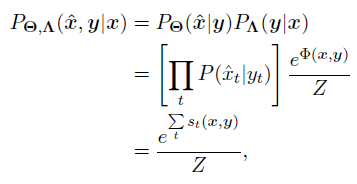 P_{Θ,Λ}(x̂, y|x) = P_Θ(x̂|y)P_Λ(y|x)
= [∏_t P(x̂_t|y_t)] e^{Φ(x,y)} / Z
= e^{∑_t s_t(x,y)} / Z,